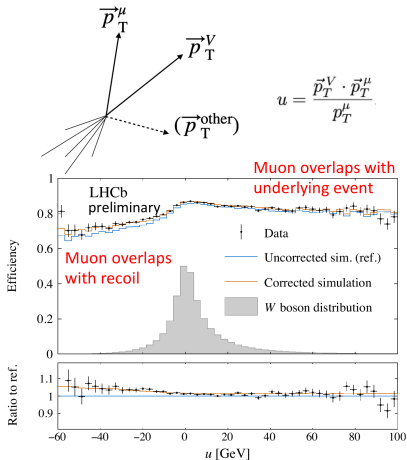 p⃗_T^μ
p⃗_T^V
(p⃗_T^other)
u = (p⃗_T^V · p⃗_T^μ) / p_T^μ
Muon overlaps with
underlying event
LHCb
preliminary
Muon overlaps
with recoil
Data
Uncorrected sim. (ref.)
Corrected simulation
W boson distribution
Efficiency
1
0.8
0.6
0.4
0.2
0
Ratio to ref.
1.1
1
0.9
−60 −40 −20 0 20 40 60 80 100
u [GeV]